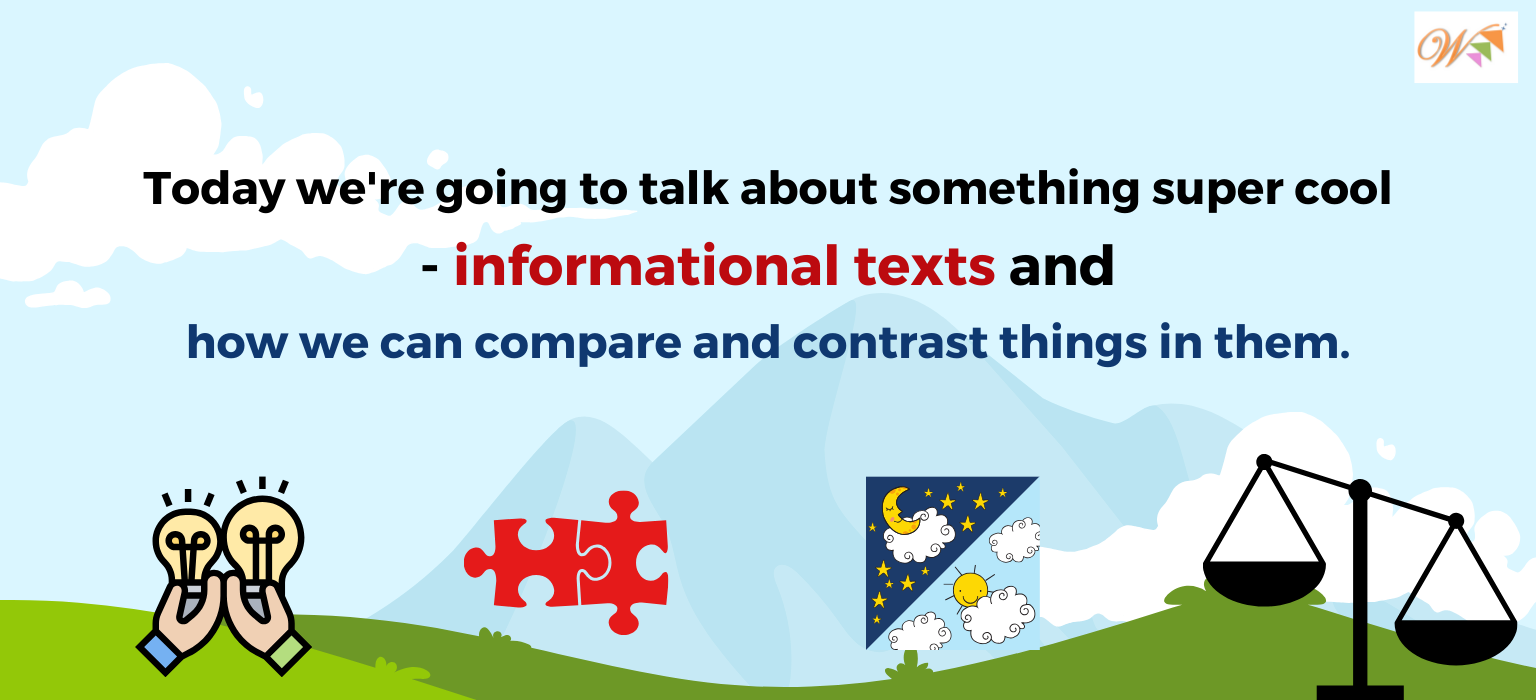 W
Today we're going to talk about something super cool
- informational texts and
how we can compare and contrast things in them.